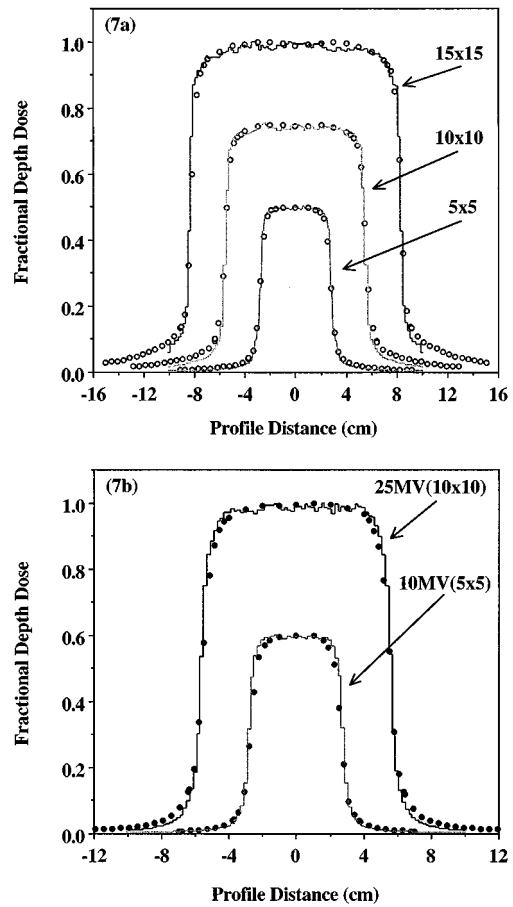 (7a)
1.0
0.8
0.6
0.4
0.2
0.0
Fractional Depth Dose
15x15
10x10
5x5
-16 -12 -8 -4 0 4 8 12 16
Profile Distance (cm)
(7b)
1.0
0.8
0.6
0.4
0.2
0.0
Fractional Depth Dose
25MV(10x10)
10MV(5x5)
-12 -8 -4 0 4 8 12
Profile Distance (cm)